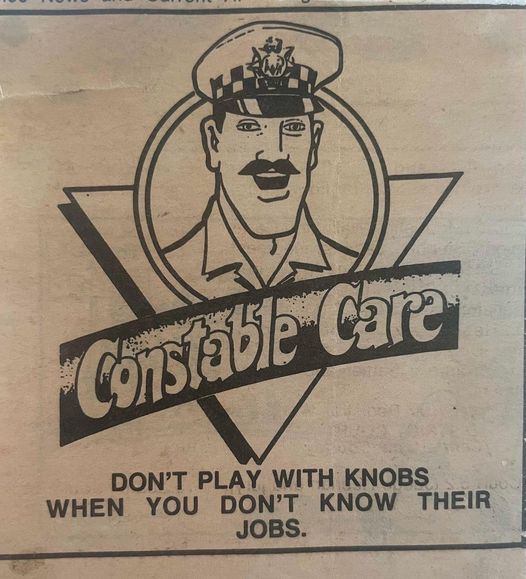 Constable Care
DON'T PLAY WITH KNOBS
WHEN YOU DON'T KNOW THEIR
JOBS.